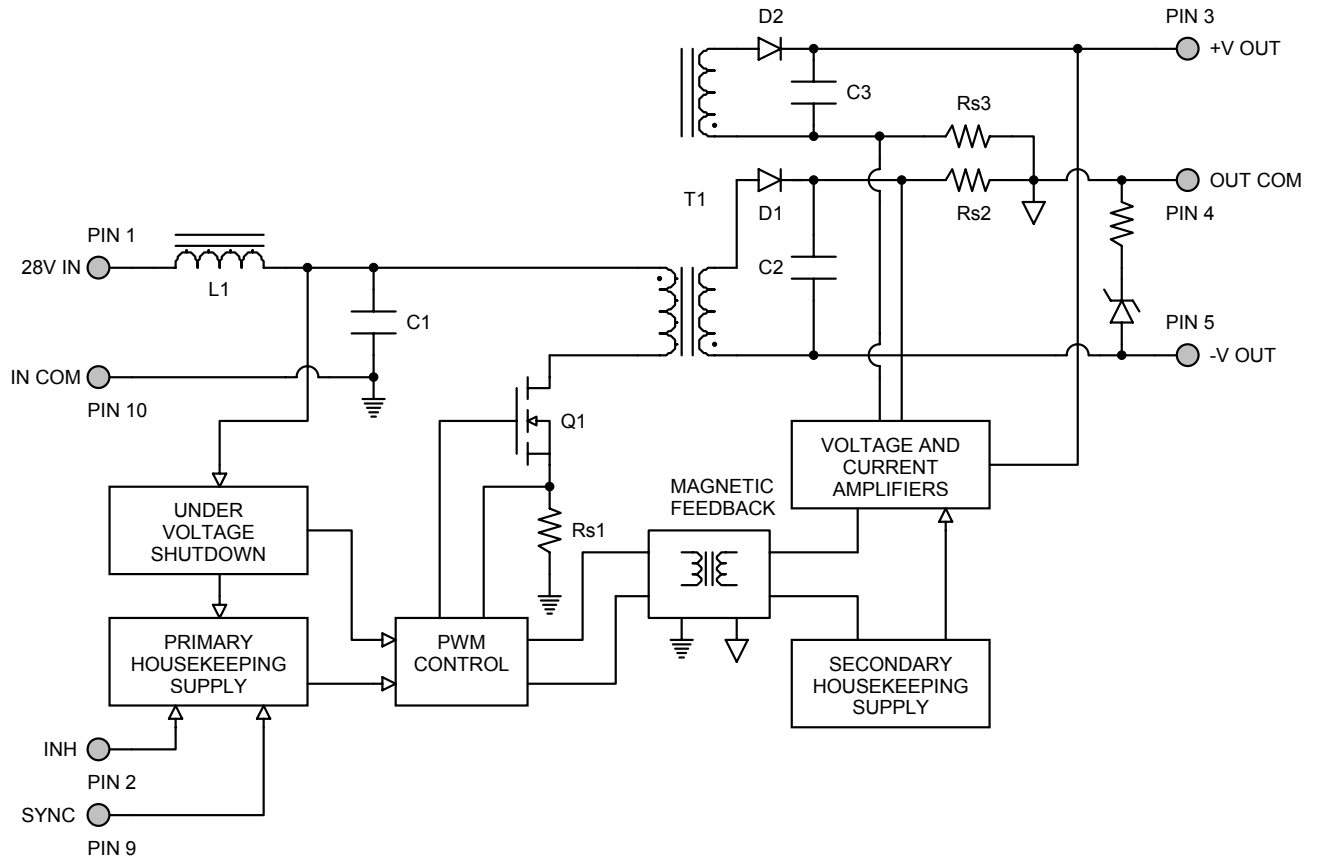 D2
PIN 3
+V OUT
C3
Rs3
T1
D1
Rs2
OUT COM
PIN 4
PIN 1
28V IN
L1
C2
C1
PIN 5
-V OUT
IN COM
PIN 10
Q1
VOLTAGE AND
CURRENT
AMPLIFIERS
MAGNETIC
FEEDBACK
UNDER
VOLTAGE
SHUTDOWN
Rs1
PRIMARY
HOUSEKEEPING
SUPPLY
PWM
CONTROL
SECONDARY
HOUSEKEEPING
SUPPLY
INH
PIN 2
SYNC
PIN 9